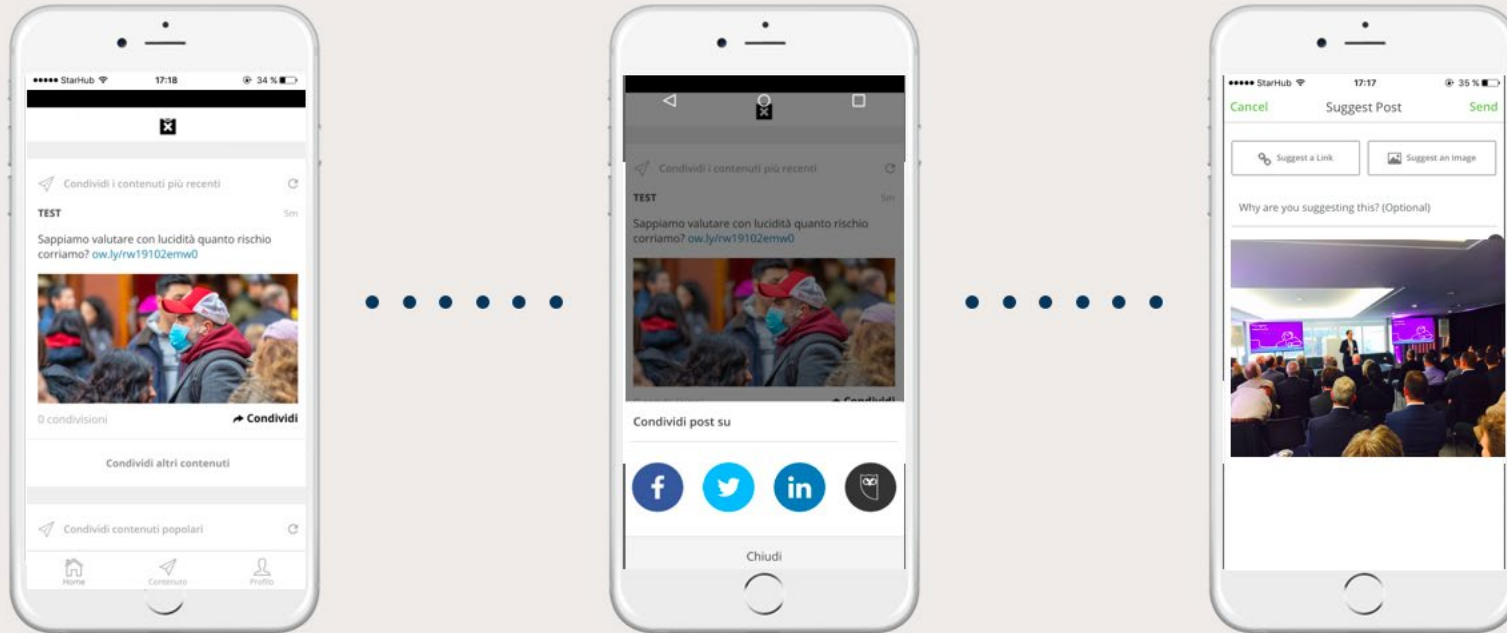 StarHub 17:18 34 %
Condividi i contenuti più recenti
TEST 5m
Sappiamo valutare con lucidità quanto rischio
corriamo? ow.ly/rw19102emw0
0 condivisioni Condividi
Condividi altri contenuti
Condividi contenuti popolari
Home Contenuto Profilo
Condividi i contenuti più recenti
TEST 5m
Sappiamo valutare con lucidità quanto rischio
corriamo? ow.ly/rw19102emw0
Condividi
Condividi post su
f in
Chiudi
StarHub 17:17 35 %
Cancel Suggest Post Send
Suggest a Link Suggest an Image
Why are you suggesting this? (Optional)